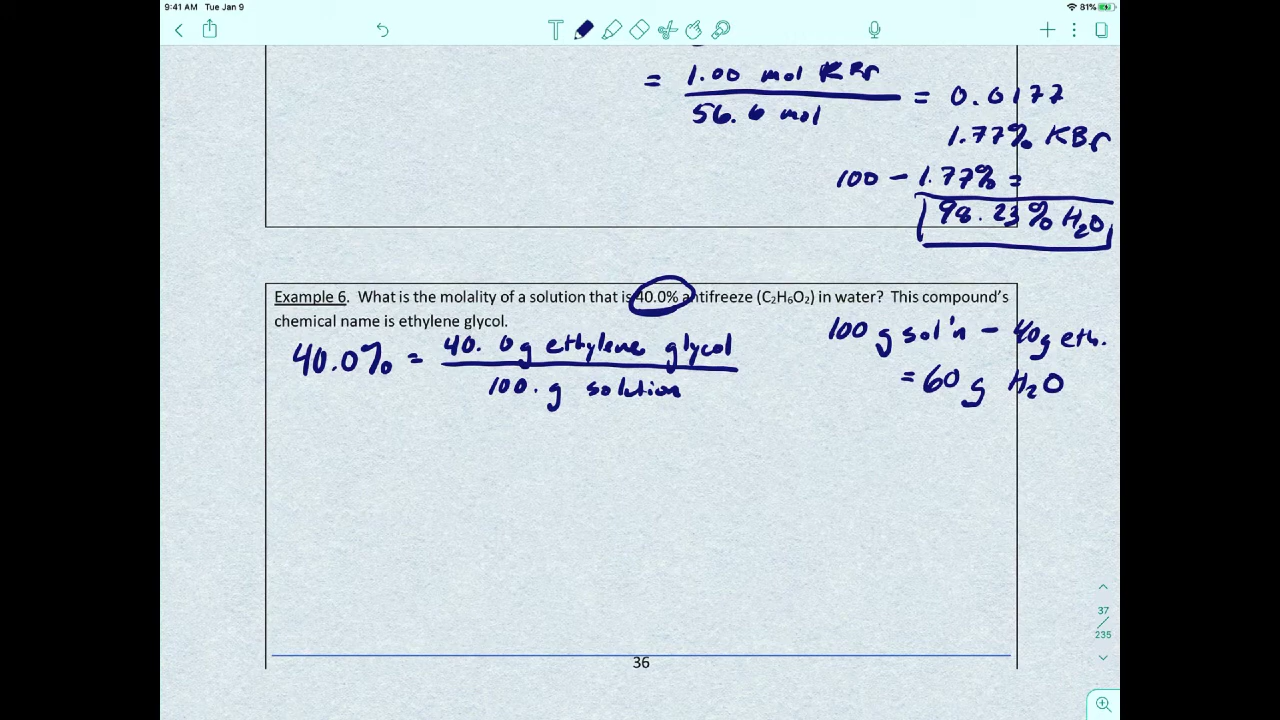 9:41 AM Tue Jan 9
81%
T
= 1.00 mol KBr
56.6 mol
= 0.0177
1.77% KBr
100 - 1.77% =
98.23% H₂O
Example 6. What is the molality of a solution that is 40.0% antifreeze (C₂H₆O₂) in water? This compound's
chemical name is ethylene glycol.
40.0% = 40.0g ethylene glycol
100. g solution
100 g sol'n - 40g eth.
= 60 g H₂O
37
/
235
36